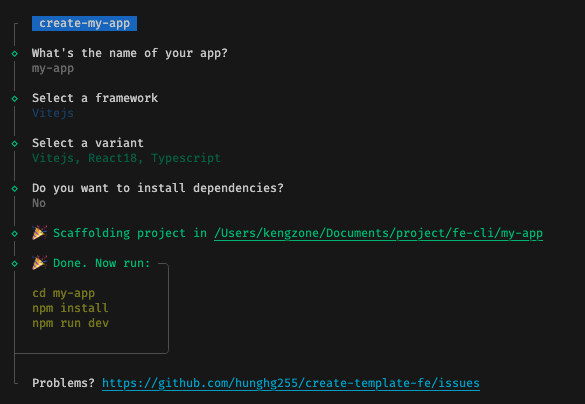 create-my-app
What's the name of your app?
my-app
Select a framework
Vitejs
Select a variant
Vitejs, React18, Typescript
Do you want to install dependencies?
No
🎉 Scaffolding project in /Users/kengzone/Documents/project/fe-cli/my-app
🎉 Done. Now run:
cd my-app
npm install
npm run dev
Problems? https://github.com/hunghg255/create-template-fe/issues